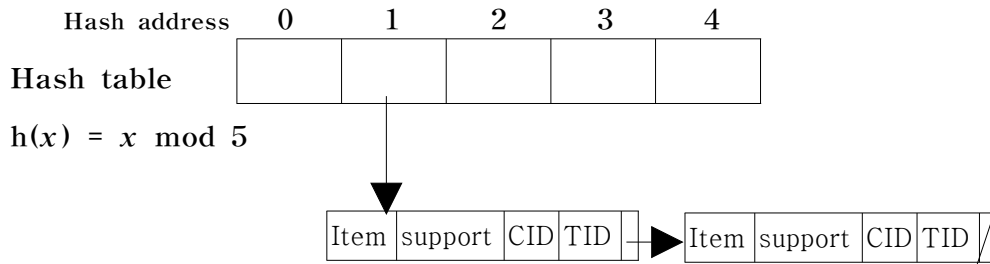 Hash address 0 1 2 3 4
Hash table
h(x) = x mod 5
Item support CID TID Item support CID TID